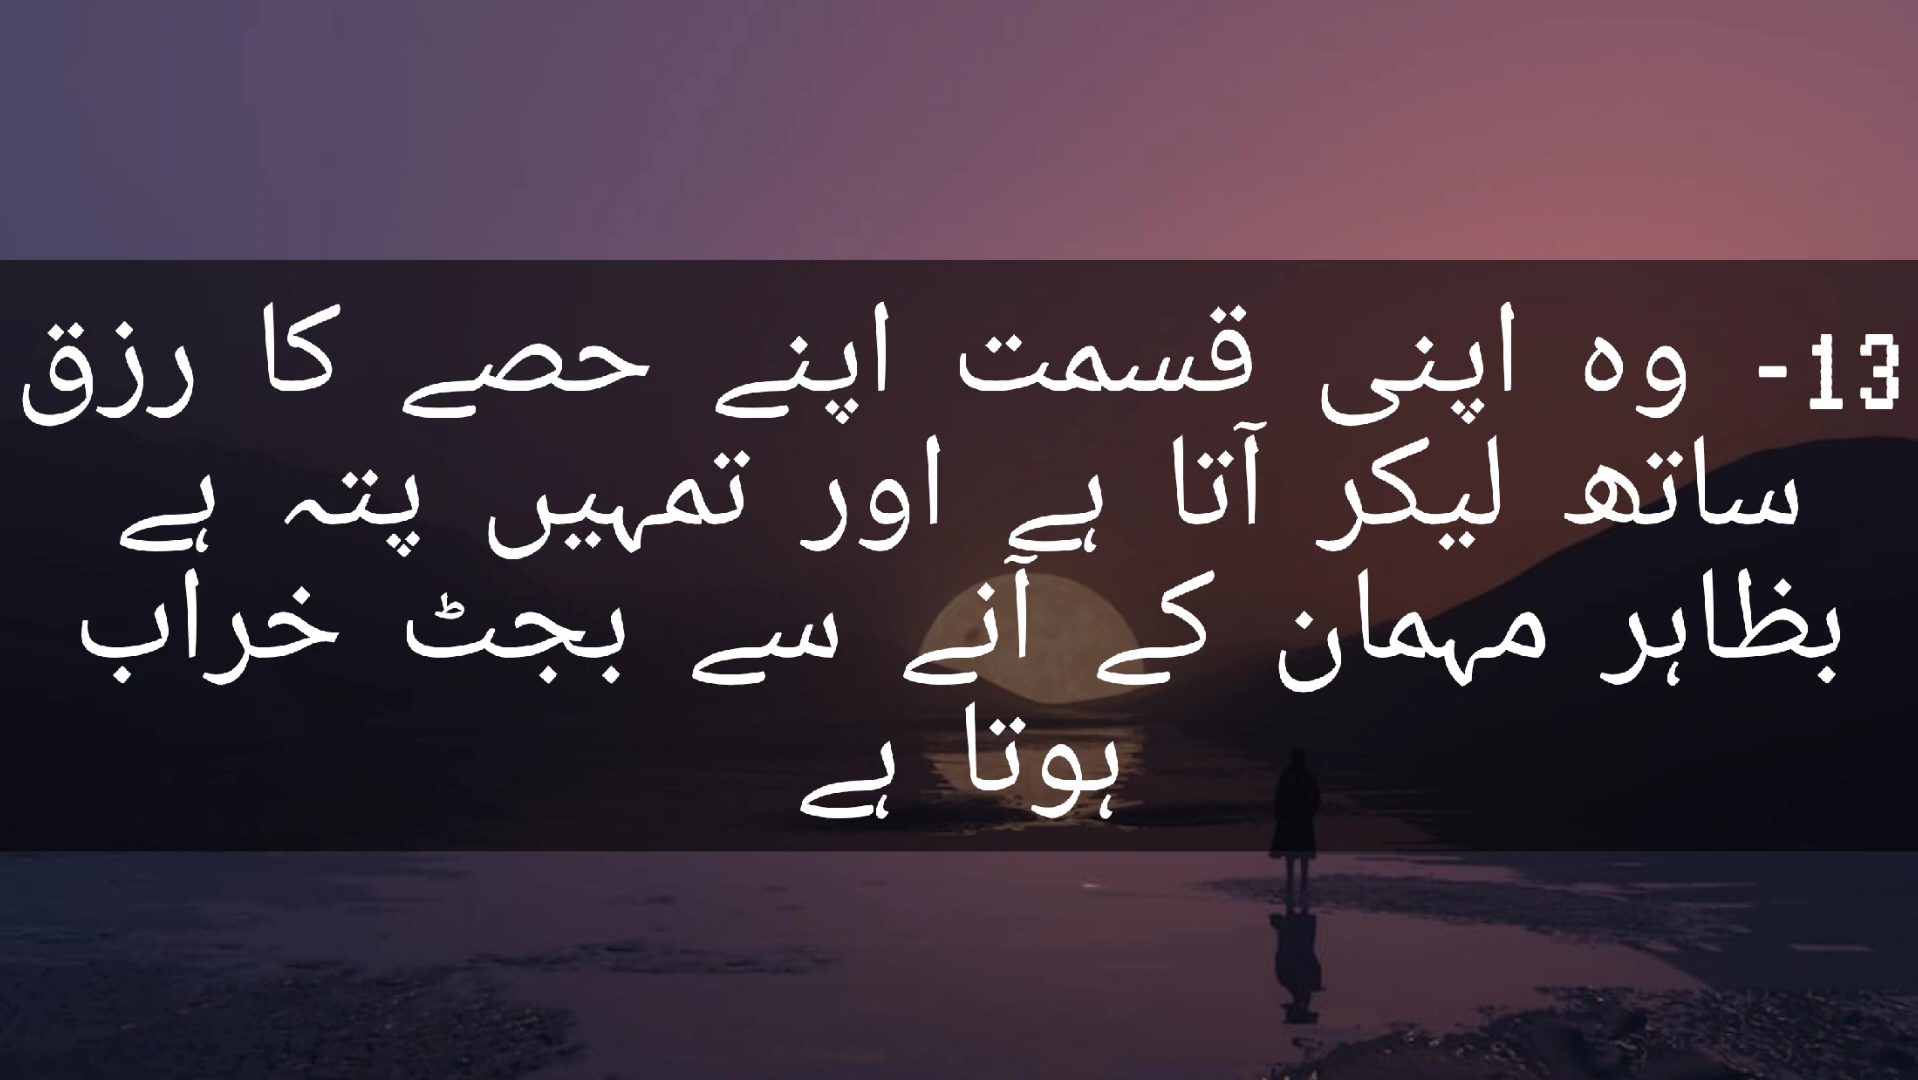 13- وہ اپنی قسمت اپنے حصے کا رزق
ساتھ لیکر آتا ہے اور تمہیں پتہ ہے
بظاہر مہمان کے آنے سے بجٹ خراب
ہوتا ہے